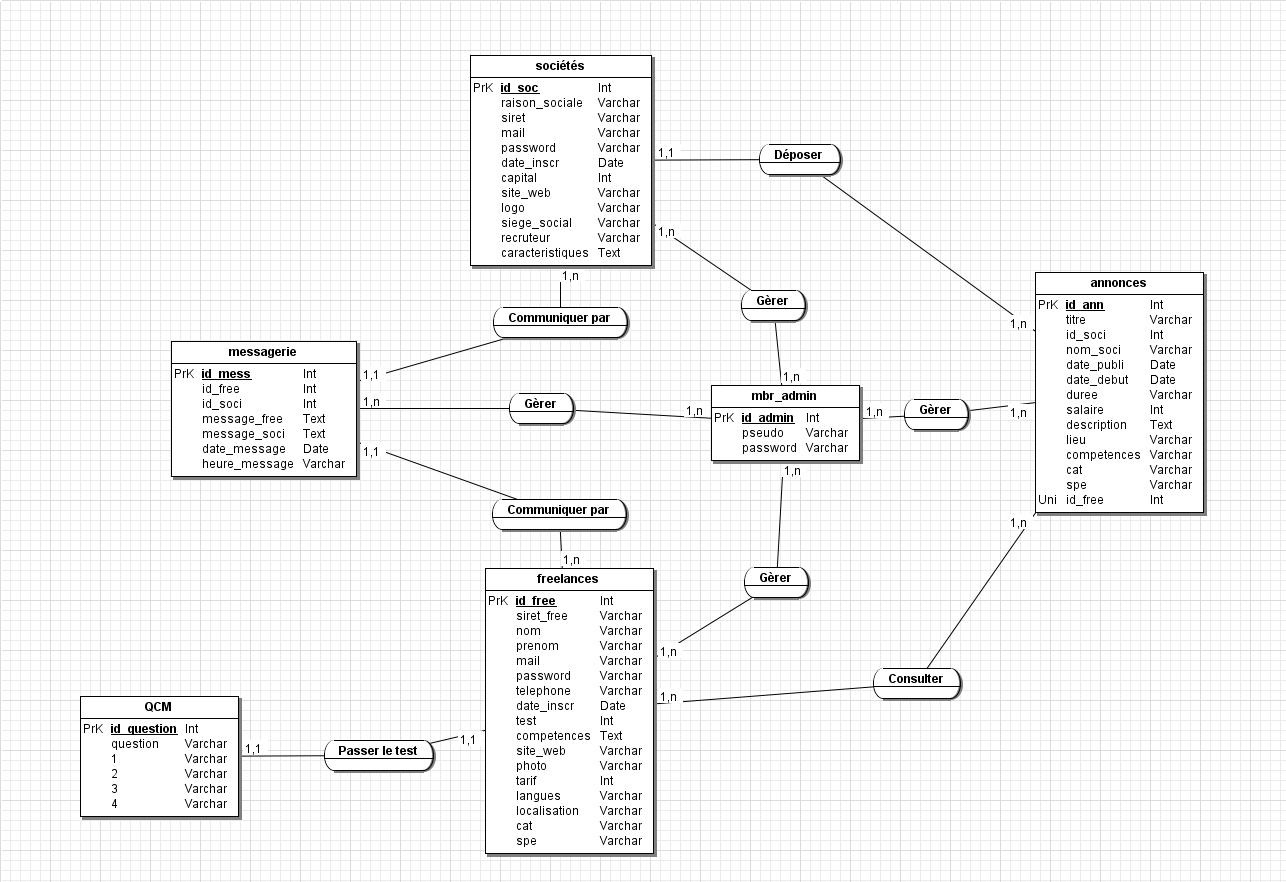 sociétés
PrK id_soc Int
raison_sociale Varchar
siret Varchar
mail Varchar
password Varchar
date_inscr Date
capital Int
site_web Varchar
logo Varchar
siege_social Varchar
recruteur Varchar
caracteristiques Text
1,1
Déposer
1,n
1,n
Gèrer
1,n
1,n
Communiquer par
1,1
annonces
PrK id_ann Int
titre Varchar
id_soci Int
nom_soci Varchar
date_publi Date
date_debut Date
duree Varchar
salaire Int
description Text
lieu Varchar
competences Varchar
cat Varchar
spe Varchar
Uni id_free Int
messagerie
PrK id_mess Int
id_free Int
id_soci Int
message_free Text
message_soci Text
date_message Date
heure_message Varchar
1,n
Gèrer
1,n
mbr_admin
PrK id_admin Int
pseudo Varchar
password Varchar
1,n
Gèrer
1,n
1,1
Communiquer par
1,n
1,n
Gèrer
1,n
freelances
PrK id_free Int
siret_free Varchar
nom Varchar
prenom Varchar
mail Varchar
password Varchar
telephone Varchar
date_inscr Date
test Int
competences Text
site_web Varchar
photo Varchar
tarif Int
langues Varchar
localisation Varchar
cat Varchar
spe Varchar
1,n
Consulter
1,n
QCM
PrK id_question Int
question Varchar
1 Varchar
2 Varchar
3 Varchar
4 Varchar
1,1
Passer le test
1,1